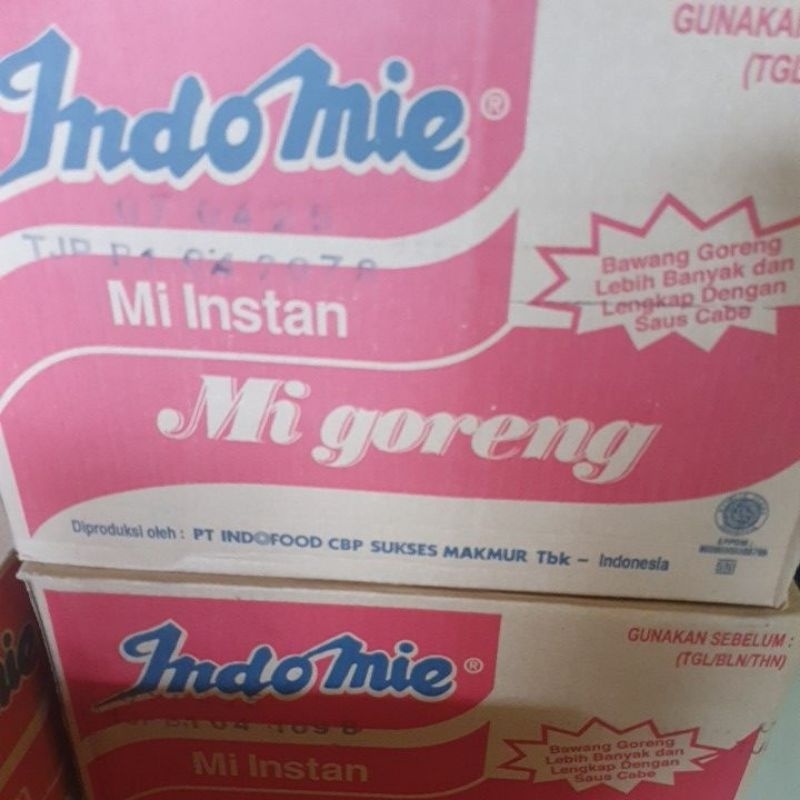 Indomie®
GUNAKAN
(TGL
Bawang Goreng
Lebih Banyak dan
Lengkap Dengan
Saus Cabe
Mi Instan
Mi goreng
Diproduksi oleh : PT INDOFOOD CBP SUKSES MAKMUR Tbk – Indonesia
SNI
Indomie®
GUNAKAN SEBELUM :
(TGL/BLN/THN)
Mi Instan
Bawang Goreng
Lebih Banyak dan
Lengkap Dengan
Saus Cabe